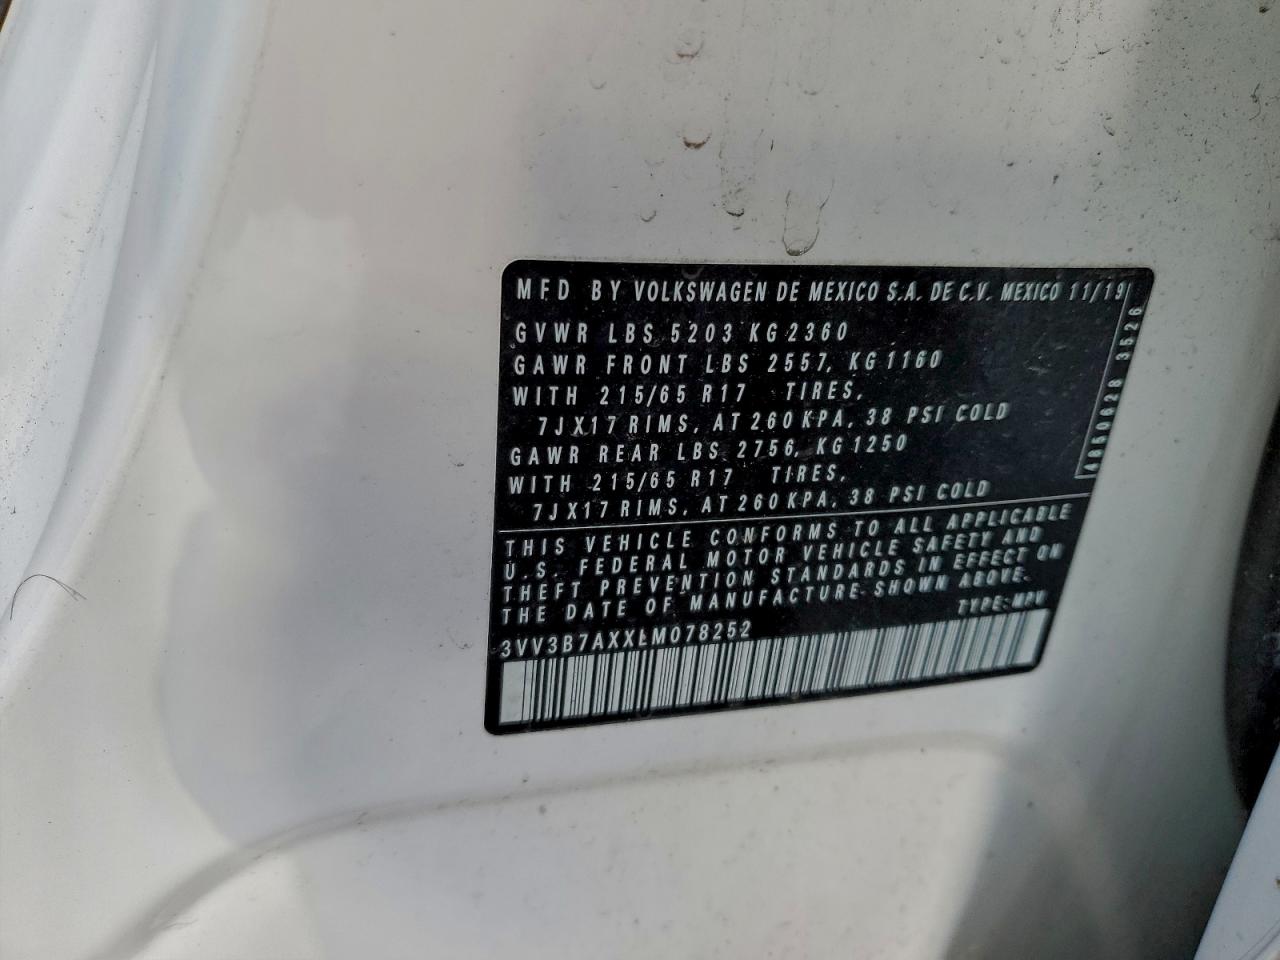 MFD BY VOLKSWAGEN DE MEXICO S.A. DE C.V. MEXICO 11/19
GVWR LBS 5203 KG 2360
GAWR FRONT LBS 2557, KG 1160
WITH 215/65 R17 TIRES,
7JX17 RIMS, AT 260 KPA, 38 PSI COLD
GAWR REAR LBS 2756, KG 1250
WITH 215/65 R17 TIRES,
7JX17 RIMS, AT 260 KPA, 38 PSI COLD
4850628 3526
THIS VEHICLE CONFORMS TO ALL APPLICABLE
U.S. FEDERAL MOTOR VEHICLE SAFETY AND
THEFT PREVENTION STANDARDS IN EFFECT ON
THE DATE OF MANUFACTURE SHOWN ABOVE.
TYPE: MPV
3VV3B7AXXLM078252